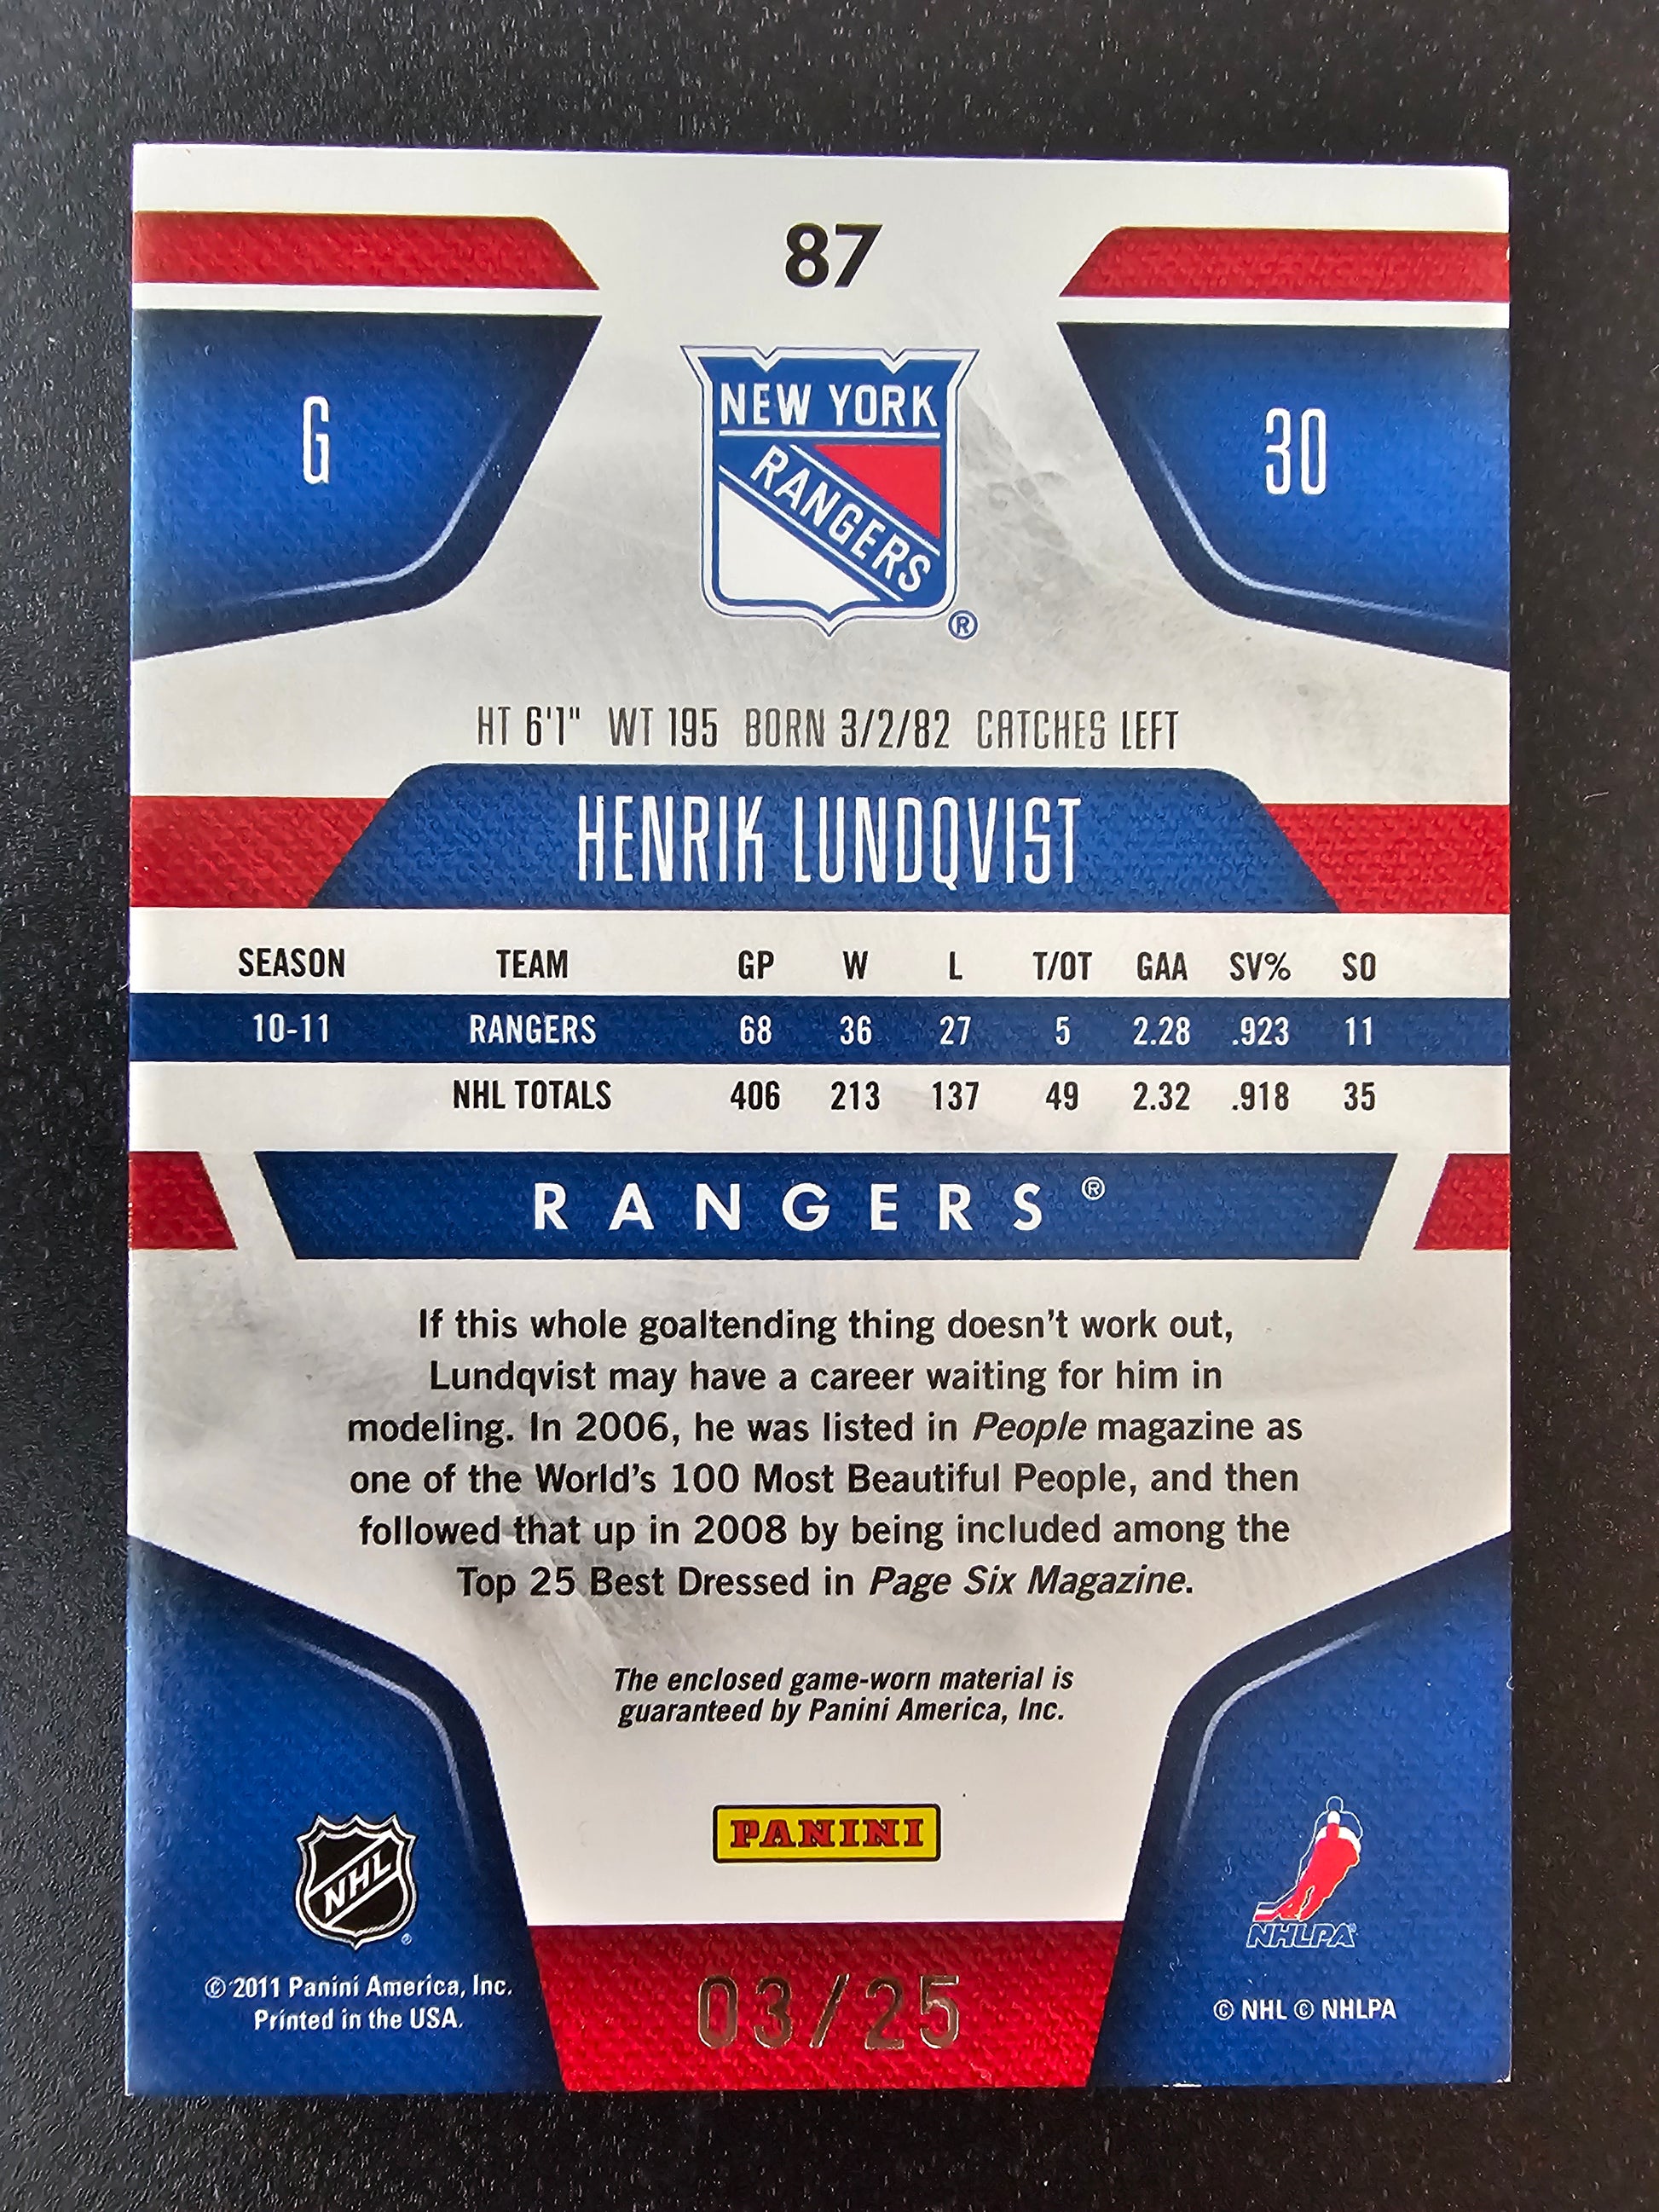 87
G
NEW YORK
RANGERS
®
30
HT 6'1" WT 195 BORN 3/2/82 CATCHES LEFT
HENRIK LUNDQVIST
SEASON TEAM GP W L T/OT GAA SV% SO
10-11 RANGERS 68 36 27 5 2.28 .923 11
NHL TOTALS 406 213 137 49 2.32 .918 35
RANGERS®
If this whole goaltending thing doesn't work out,
Lundqvist may have a career waiting for him in
modeling. In 2006, he was listed in People magazine as
one of the World's 100 Most Beautiful People, and then
followed that up in 2008 by being included among the
Top 25 Best Dressed in Page Six Magazine.
The enclosed game-worn material is
guaranteed by Panini America, Inc.
PANINI
NHL®
NHLPA
© 2011 Panini America, Inc.
Printed in the USA.
03/25
© NHL © NHLPA